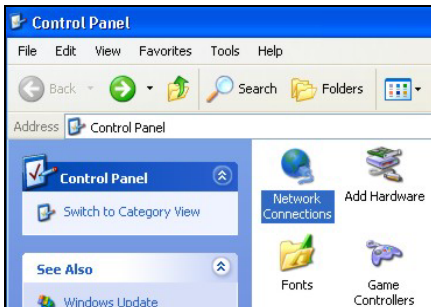 Control Panel
File Edit View Favorites Tools Help
Back Search Folders
Address Control Panel
Control Panel
Switch to Category View
See Also
Windows Update
Network Connections
Add Hardware
Fonts
Game Controllers